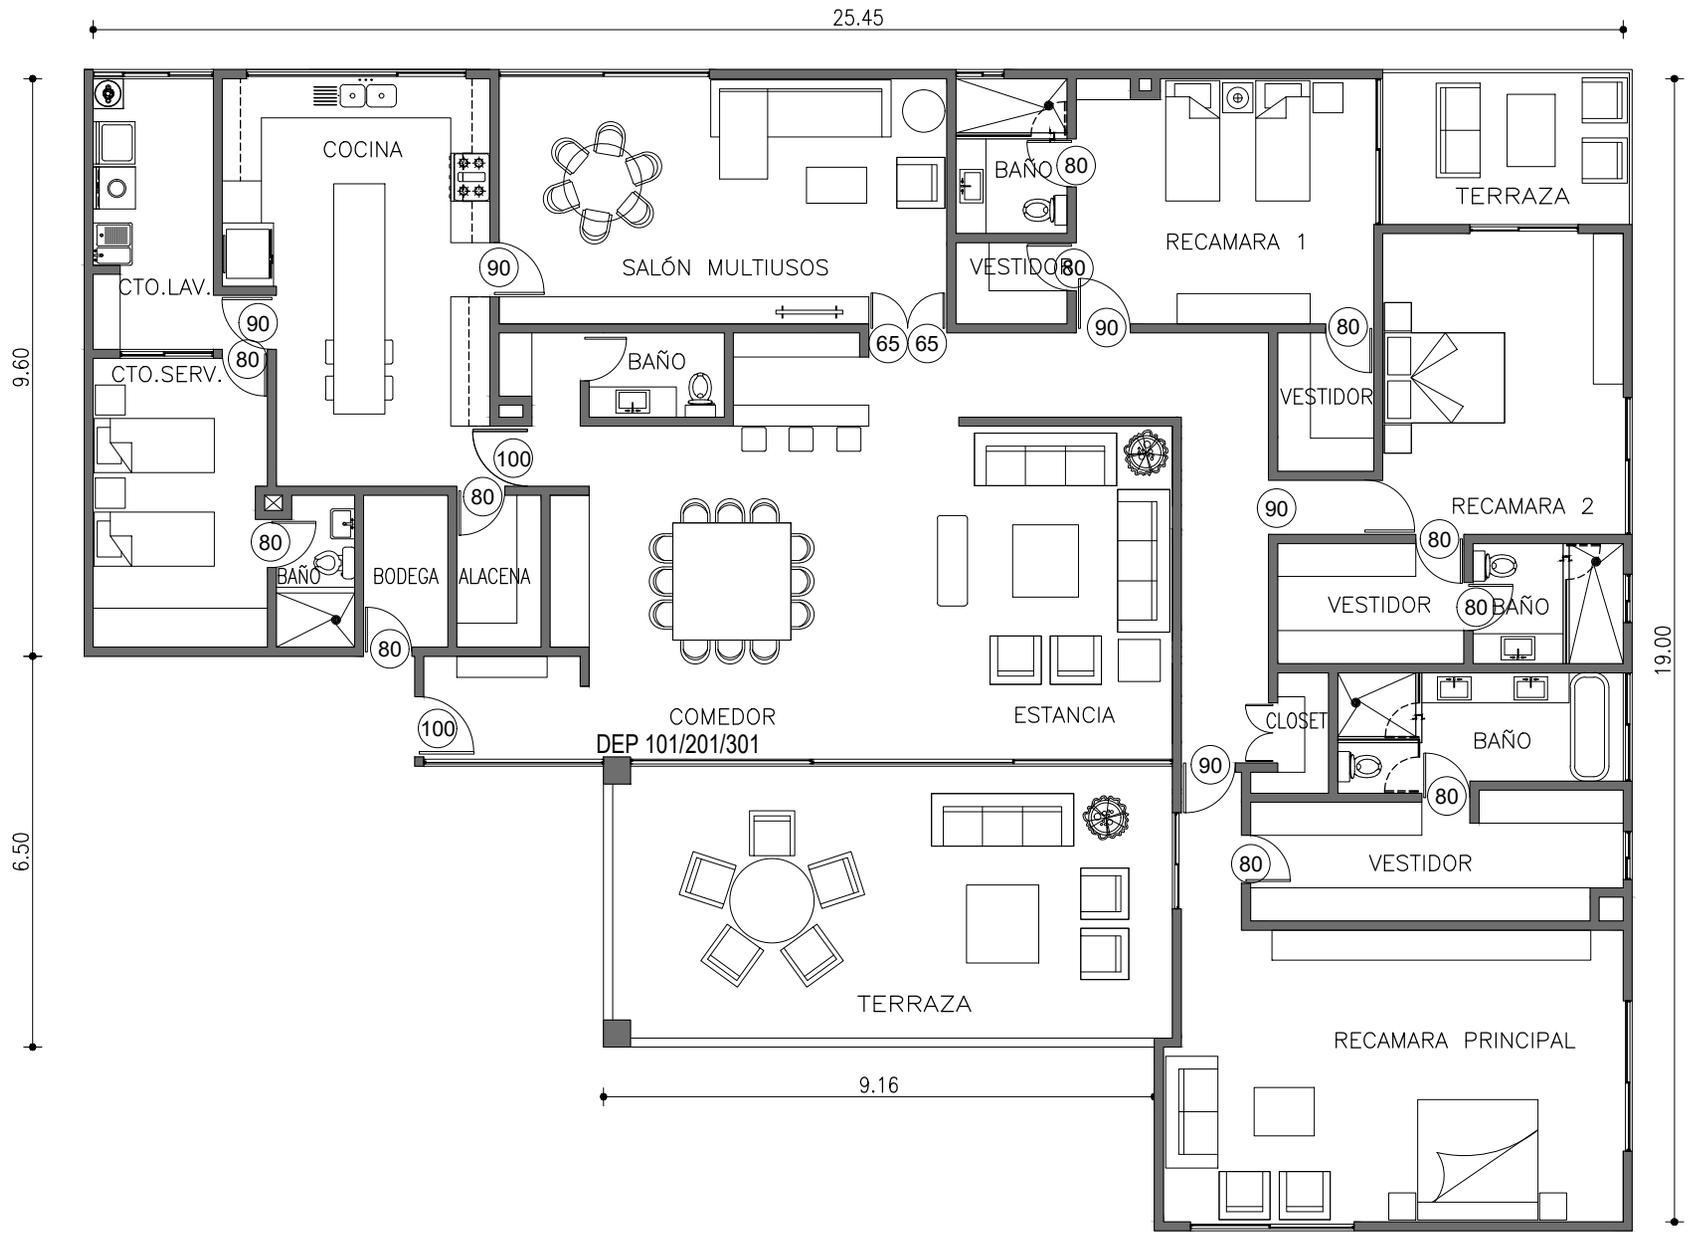 25.45
COCINA
80
BAÑO
TERRAZA
RECAMARA 1
90
SALÓN MULTIUSOS
VESTIDOR
80
CTO.LAV.
90
90
80
65
65
80
BAÑO
CTO.SERV.
9.60
VESTIDOR
100
80
90
RECAMARA 2
80
80
BAÑO
BODEGA
ALACENA
VESTIDOR
80
BAÑO
80
19.00
COMEDOR
ESTANCIA
CLOSET
100
DEP 101/201/301
BAÑO
90
80
6.50
80
VESTIDOR
TERRAZA
RECAMARA PRINCIPAL
9.16